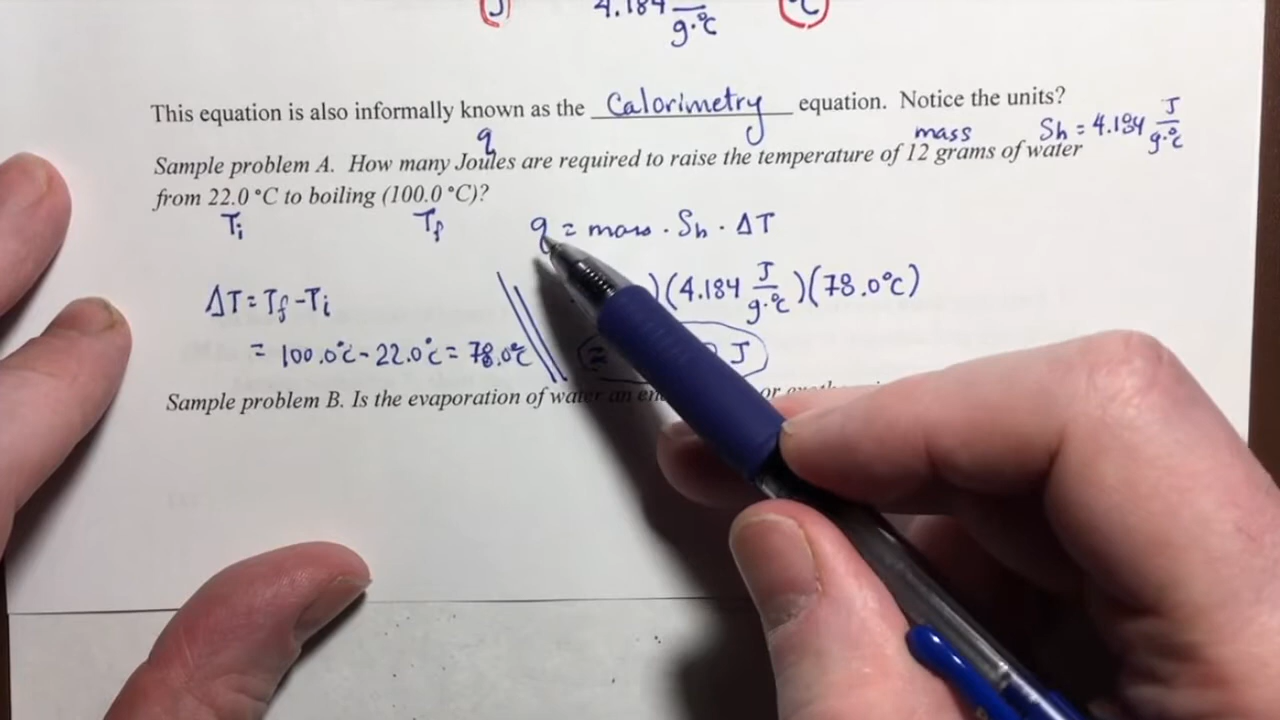 J 4.184 g·°C °C
This equation is also informally known as the Calorimetry equation. Notice the units?
q mass Sh = 4.184 J/g·°C
Sample problem A. How many Joules are required to raise the temperature of 12 grams of water
from 22.0 °C to boiling (100.0 °C)?
Ti Tf q = mass · Sh · ΔT
ΔT = Tf - Ti )(4.184 J/g·°C)(78.0°C)
= 100.0°C - 22.0°C = 78.0°C = J
Sample problem B. Is the evaporation of water an